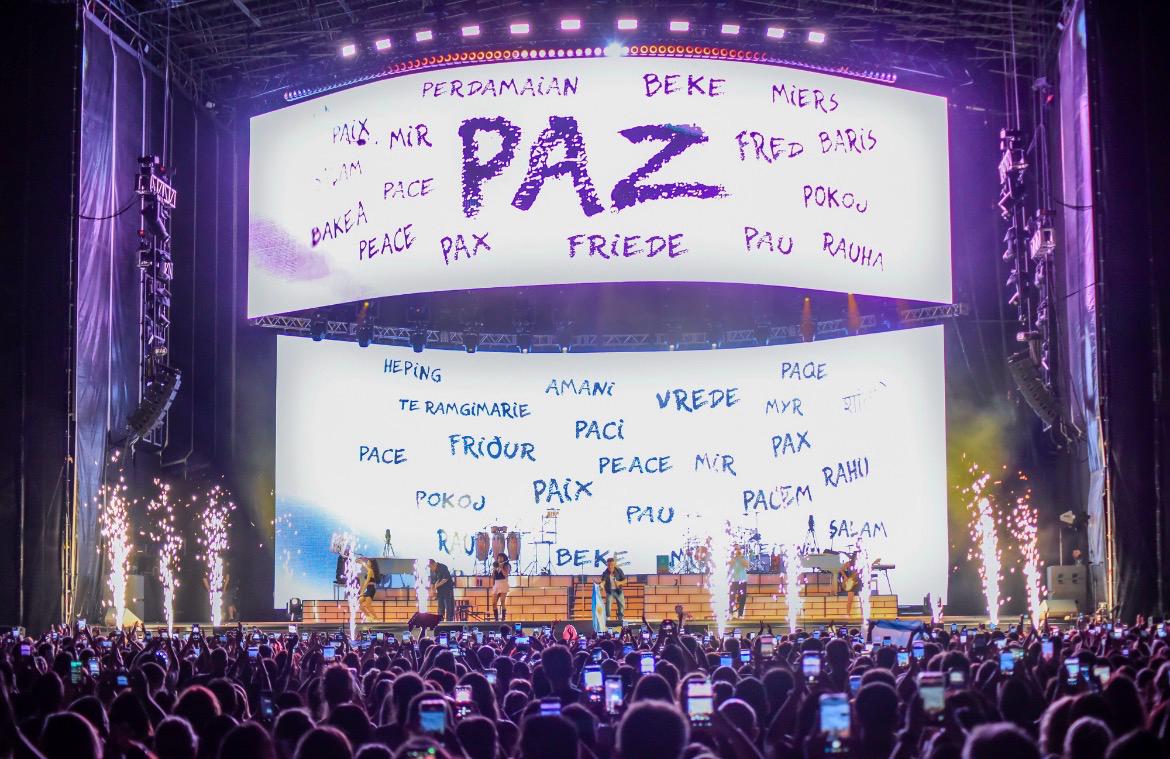 PERDAMAiAN BEKE MiERS
PAiX MiR PAZ FRED BARiS
PACE POKOJ
BAKEA PEACE PAX FRiEDE PAU RAUHA
HEPiNG AMANi VREDE PAQE
TE RAMGiMARiE MYR
PACE FRiÐUR PACi PAX
PEACE MiR RAHU
POKOJ PAiX PAU PACEM SALAM
BEKE